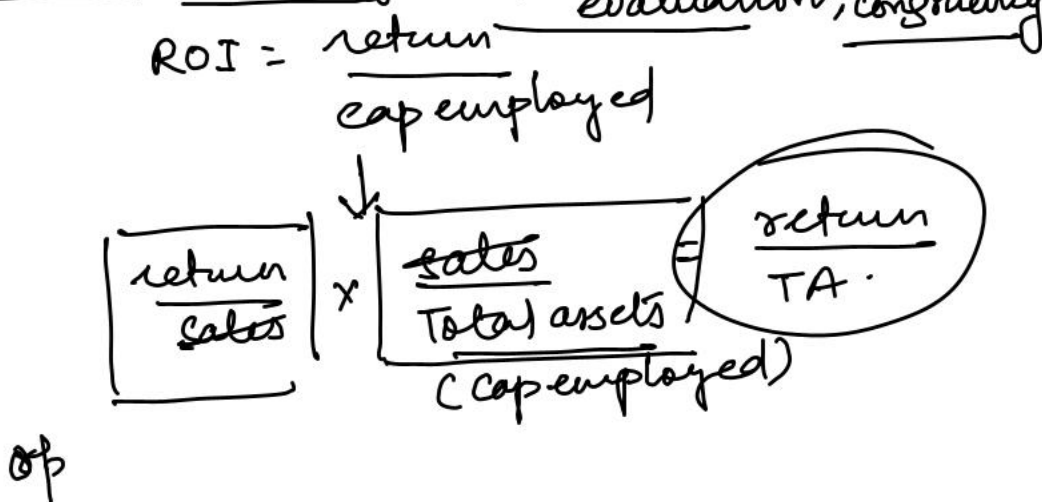 evaluation, congruency
ROI = return
cap employed
return × sales = return
sales Total assets TA.
(cap employed)
op